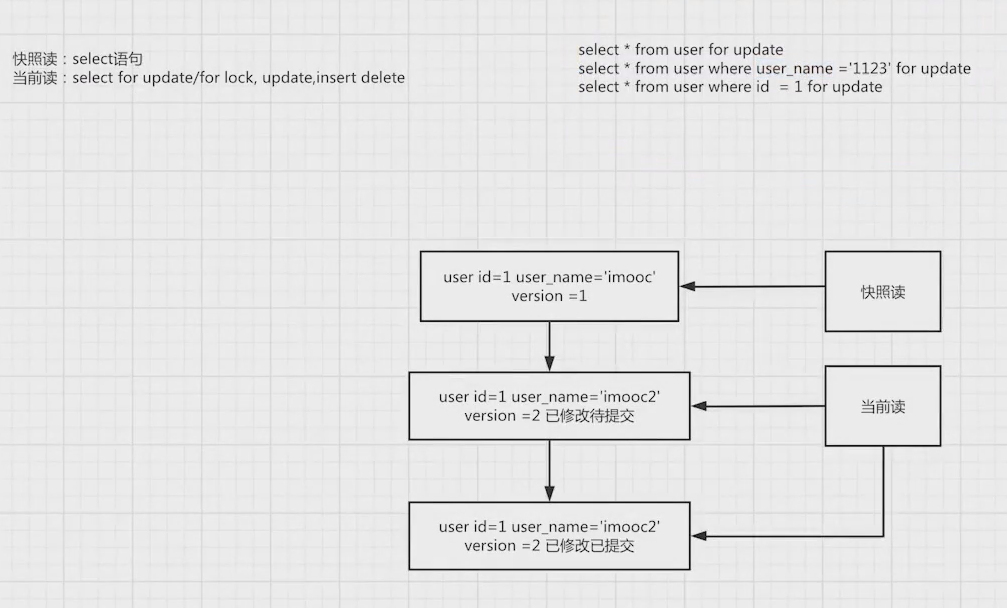 快照读：select语句
当前读：select for update/for lock, update,insert delete
select * from user for update
select * from user where user_name ='1123' for update
select * from user where id  = 1 for update
user id=1 user_name='imooc'
version =1
快照读
user id=1 user_name='imooc2'
version =2 已修改待提交
当前读
user id=1 user_name='imooc2'
version =2 已修改已提交